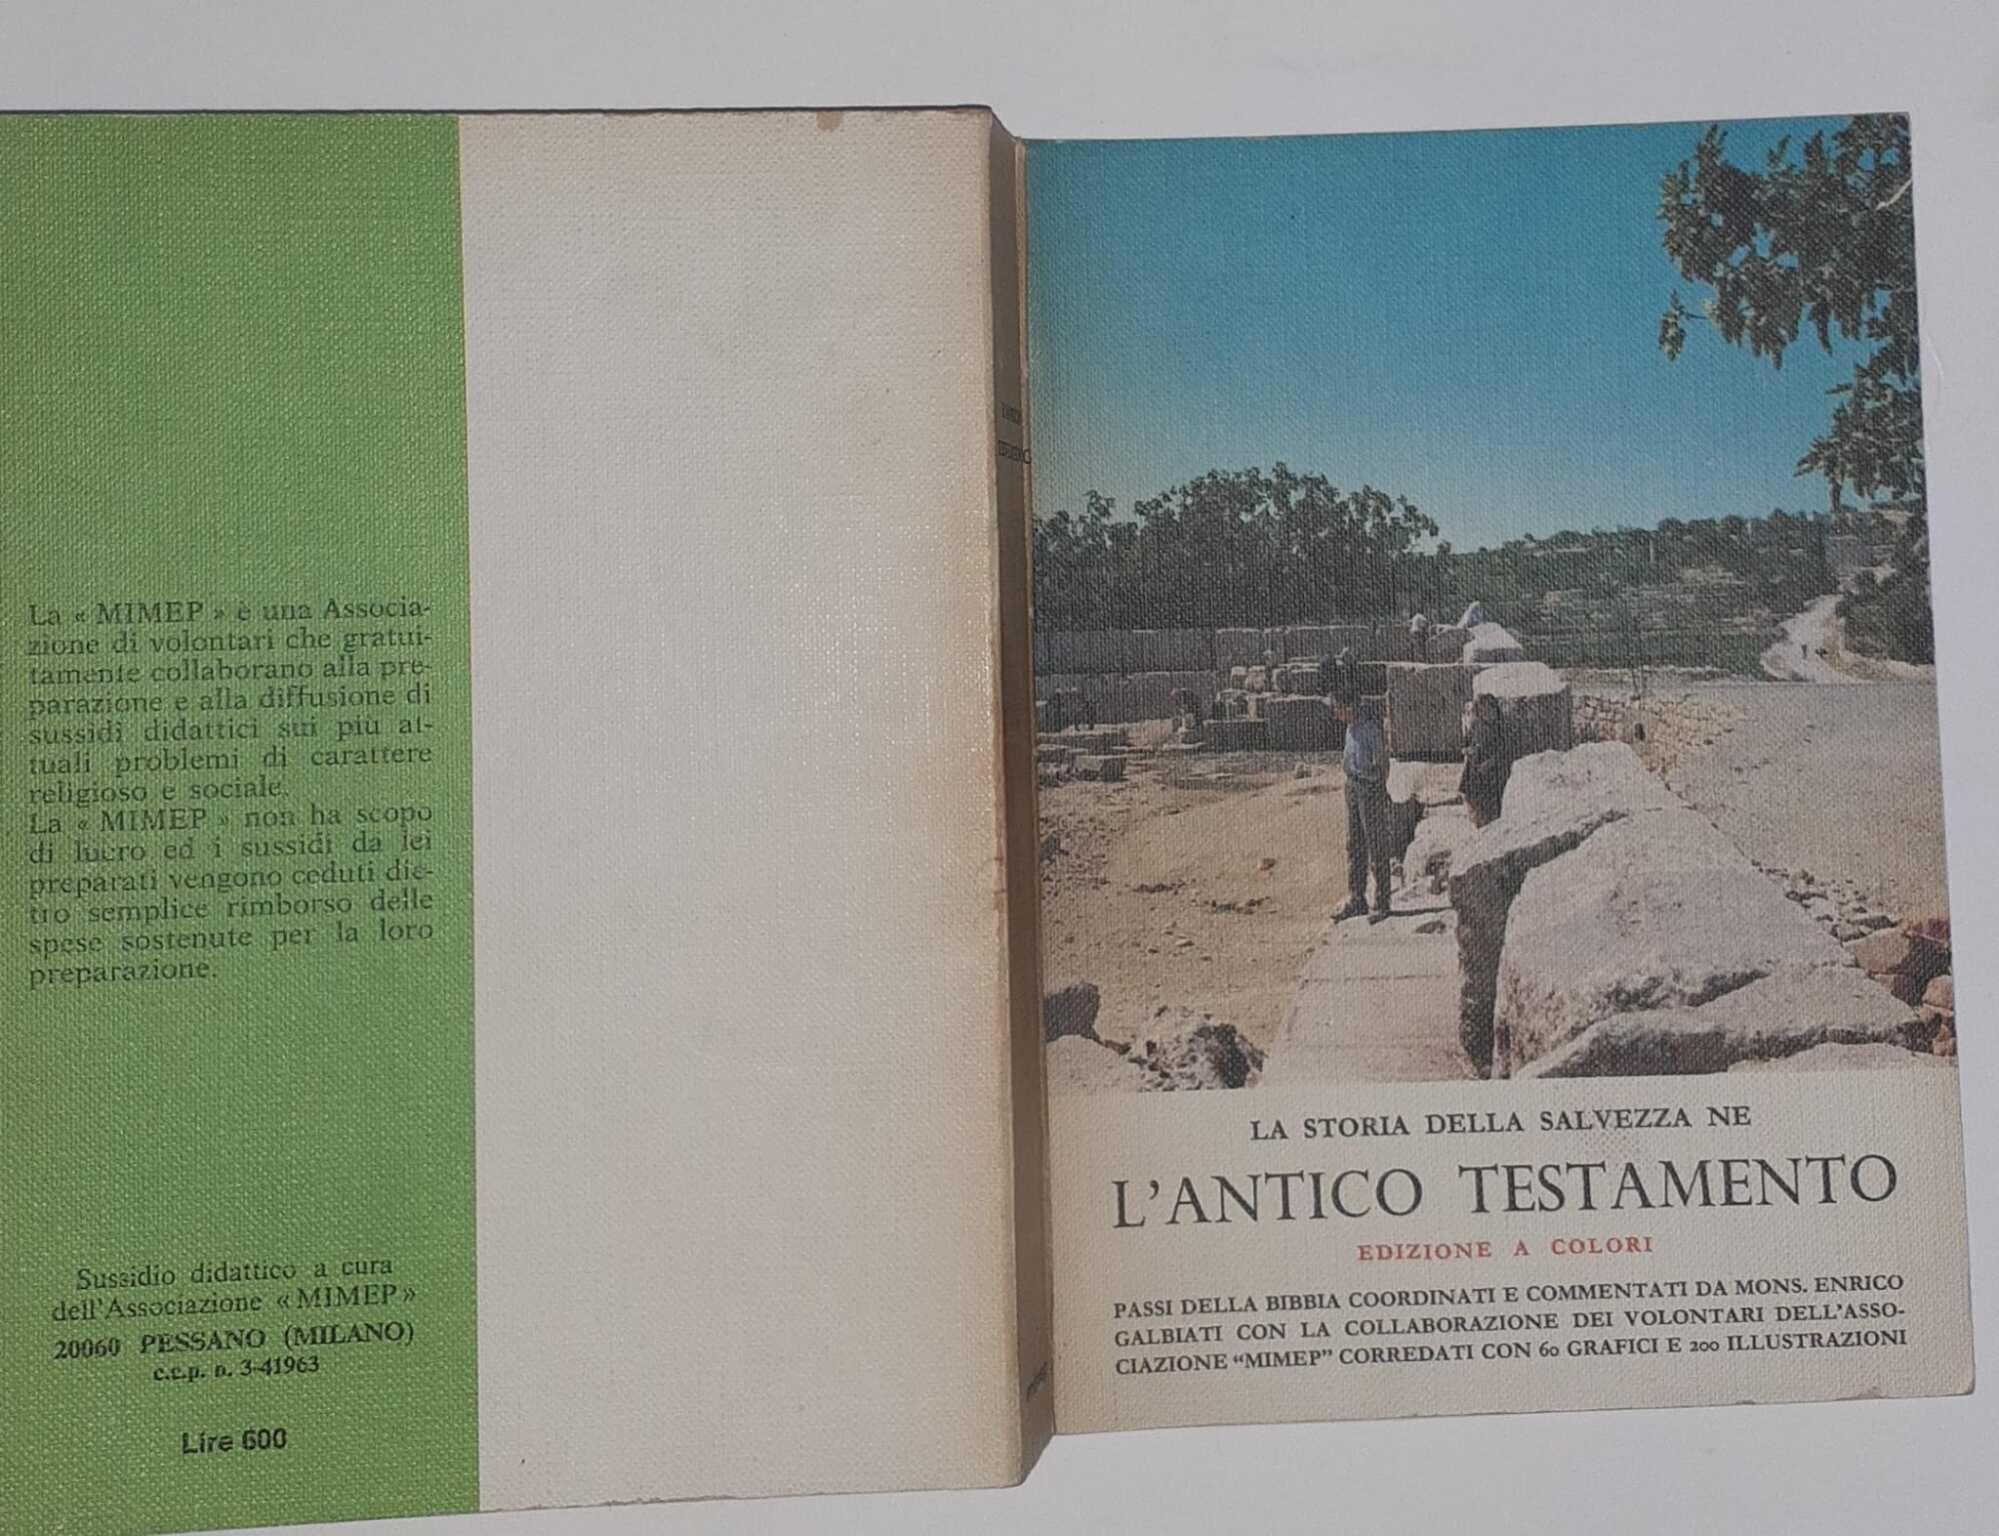 La « MIMEP » è una Associa-
zione di volontari che gratui-
tamente collaborano alla pre-
parazione e alla diffusione di
sussidi didattici sui più at-
tuali problemi di carattere
religioso e sociale.
La « MIMEP » non ha scopo
di lucro ed i sussidi da lei
preparati vengono ceduti die-
tro semplice rimborso delle
spese sostenute per la loro
preparazione.
Sussidio didattico a cura
dell'Associazione «MIMEP»
20060 PESSANO (MILANO)
c.c.p. n. 3-41963
Lire 600
LA STORIA DELLA SALVEZZA NE
L'ANTICO TESTAMENTO
EDIZIONE A COLORI
PASSI DELLA BIBBIA COORDINATI E COMMENTATI DA MONS. ENRICO
GALBIATI CON LA COLLABORAZIONE DEI VOLONTARI DELL'ASSO-
CIAZIONE "MIMEP" CORREDATI CON 60 GRAFICI E 200 ILLUSTRAZIONI